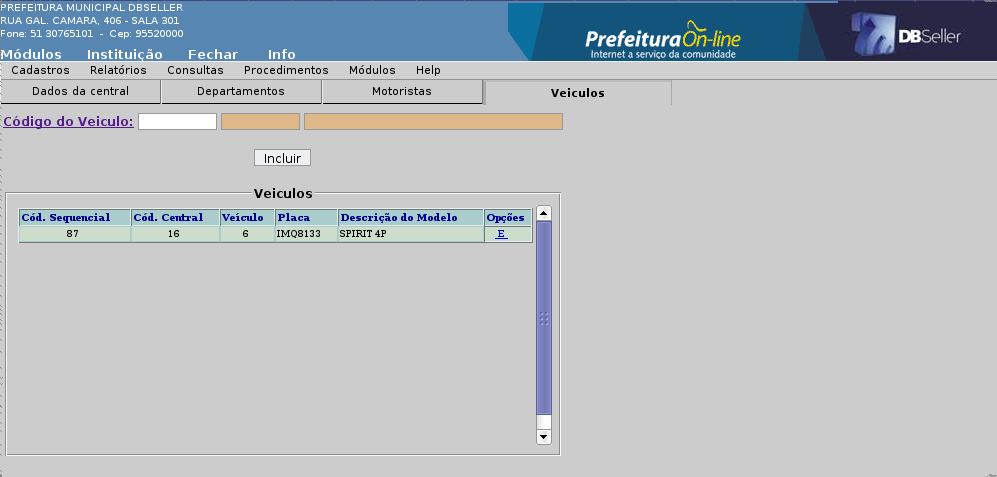 PREFEITURA MUNICIPAL DBSELLER
RUA GAL. CAMARA, 406 - SALA 301
Fone: 51 30765101 - Cep: 95520000
Módulos Instituição Fechar Info
PrefeituraOn-line
Internet a serviço da comunidade
DBSeller
Cadastros Relatórios Consultas Procedimentos Módulos Help
Dados da central Departamentos Motoristas Veiculos
Código do Veiculo:
Incluir
Veiculos
Cód. Sequencial Cód. Central Veículo Placa Descrição do Modelo Opções
87 16 6 IMQ8133 SPIRIT 4P E